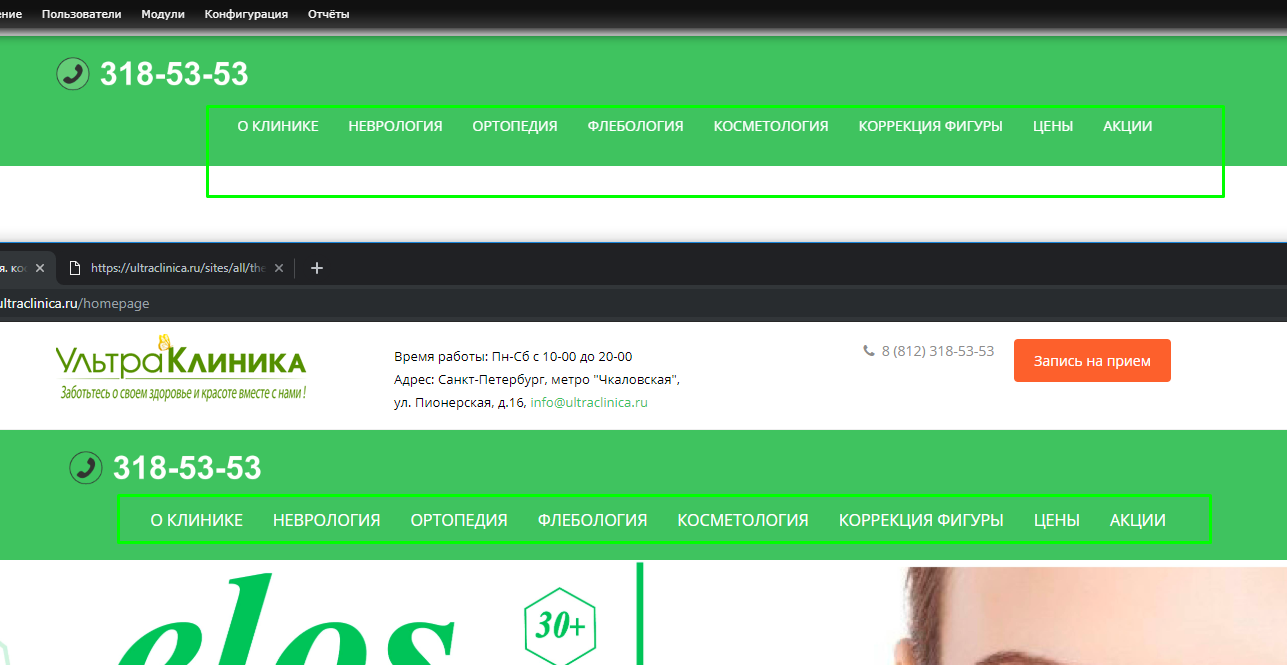 ение Пользователи Модули Конфигурация Отчёты
318-53-53
О КЛИНИКЕ НЕВРОЛОГИЯ ОРТОПЕДИЯ ФЛЕБОЛОГИЯ КОСМЕТОЛОГИЯ КОРРЕКЦИЯ ФИГУРЫ ЦЕНЫ АКЦИИ
я. кос https://ultraclinica.ru/sites/all/the
ultraclinica.ru/homepage
УльтраКлиника
Заботьтесь о своем здоровье и красоте вместе с нами !
Время работы: Пн-Сб с 10-00 до 20-00
Адрес: Санкт-Петербург, метро "Чкаловская",
ул. Пионерская, д.16, info@ultraclinica.ru
8 (812) 318-53-53
Запись на прием
318-53-53
О КЛИНИКЕ НЕВРОЛОГИЯ ОРТОПЕДИЯ ФЛЕБОЛОГИЯ КОСМЕТОЛОГИЯ КОРРЕКЦИЯ ФИГУРЫ ЦЕНЫ АКЦИИ
elos
30+